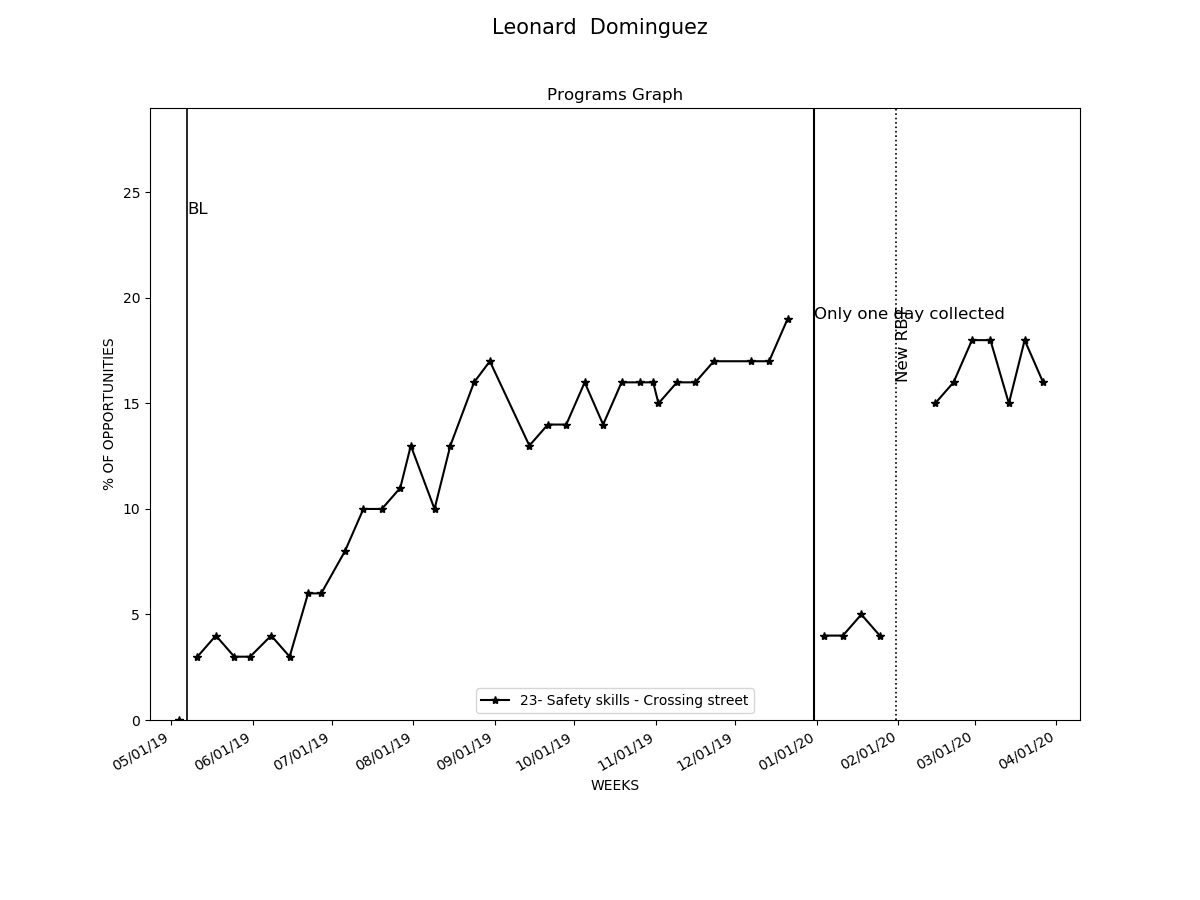 Leonard  Dominguez
Programs Graph
% OF OPPORTUNITIES
25
20
15
10
5
0
BL
Only one day collected
New RBT
23- Safety skills - Crossing street
05/01/19
06/01/19
07/01/19
08/01/19
09/01/19
10/01/19
11/01/19
12/01/19
01/01/20
02/01/20
03/01/20
04/01/20
WEEKS